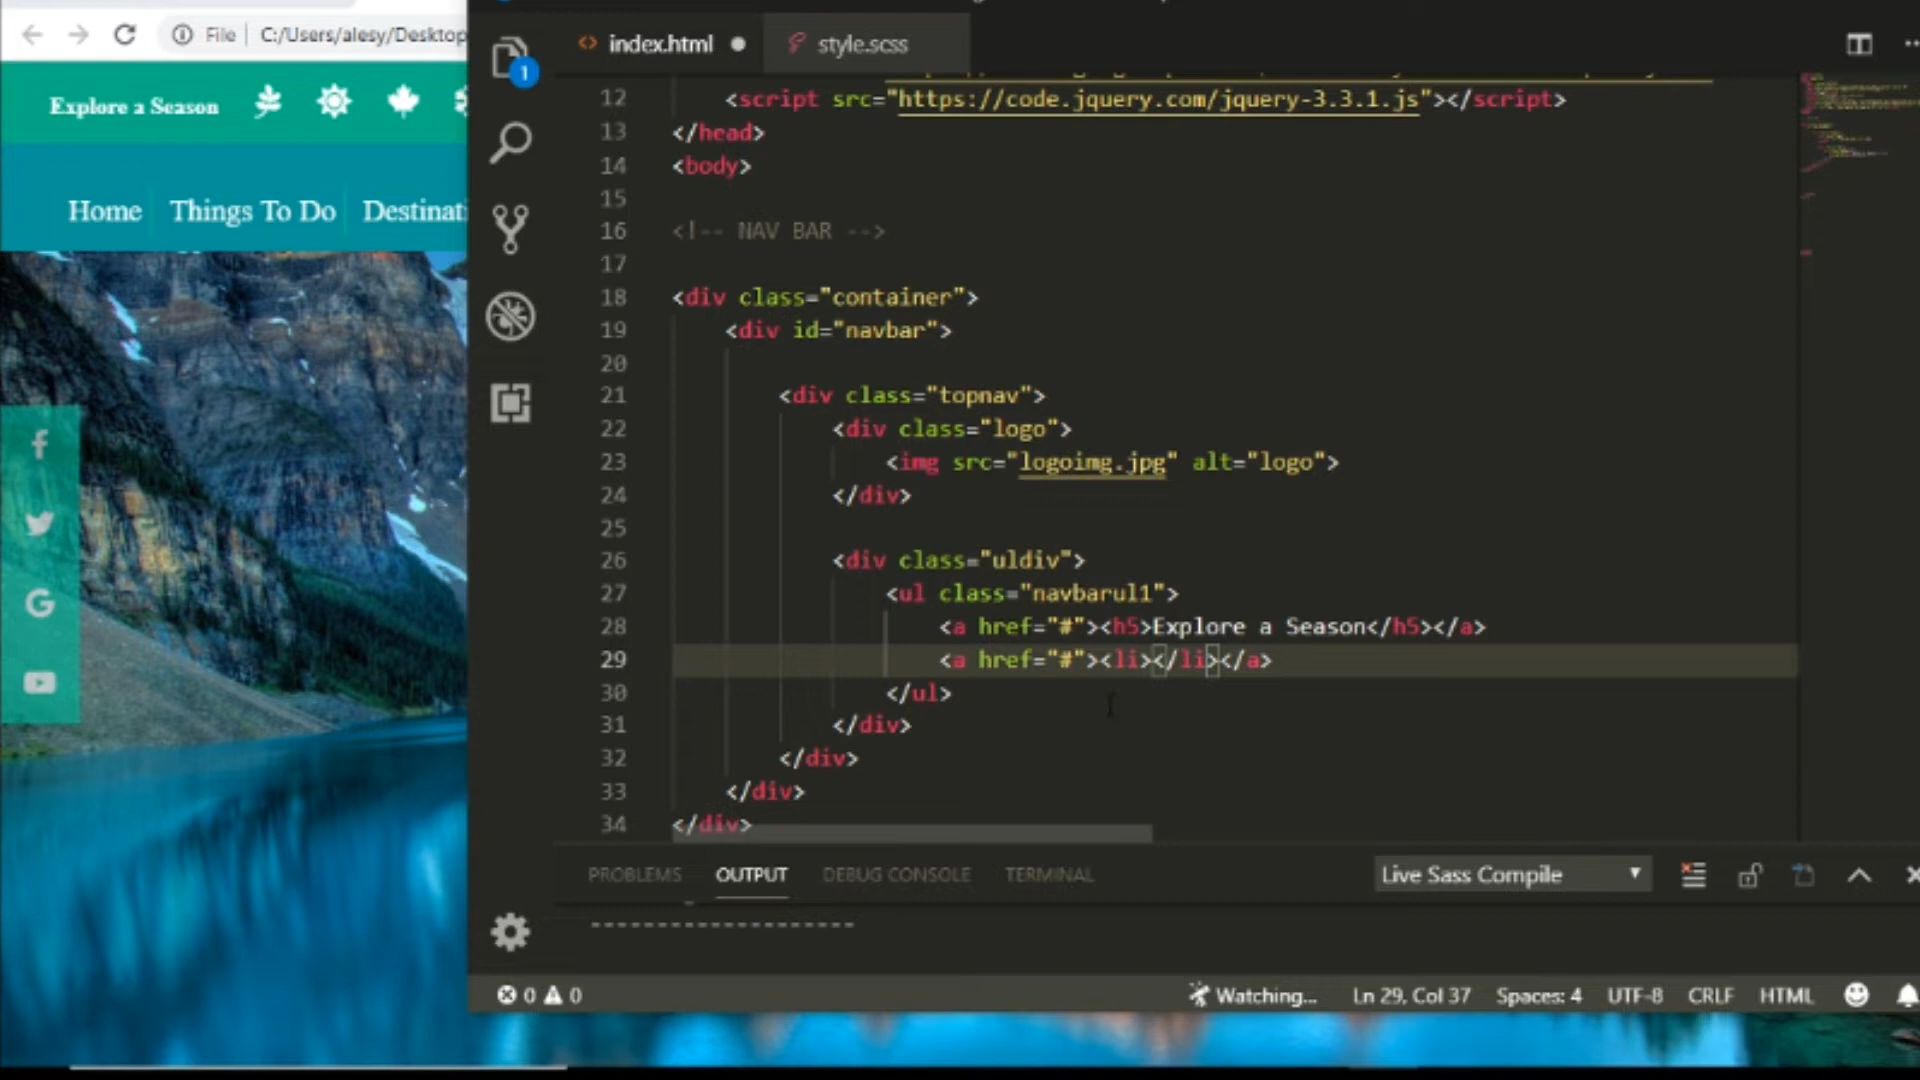 File C:/Users/alesy/Desktop
Explore a Season
Home Things To Do Destinati
1
index.html style.scss
12 <script src="https://code.jquery.com/jquery-3.3.1.js"></script>
13 </head>
14 <body>
15
16 <!-- NAV BAR -->
17
18 <div class="container">
19 <div id="navbar">
20
21 <div class="topnav">
22 <div class="logo">
23 <img src="logoimg.jpg" alt="logo">
24 </div>
25
26 <div class="uldiv">
27 <ul class="navbarul1">
28 <a href="#"><h5>Explore a Season</h5></a>
29 <a href="#"><li></li></a>
30 </ul>
31 </div>
32 </div>
33 </div>
34 </div>
PROBLEMS OUTPUT DEBUG CONSOLE TERMINAL Live Sass Compile
--------------------
0 0 Watching... Ln 29, Col 37 Spaces: 4 UTF-8 CRLF HTML